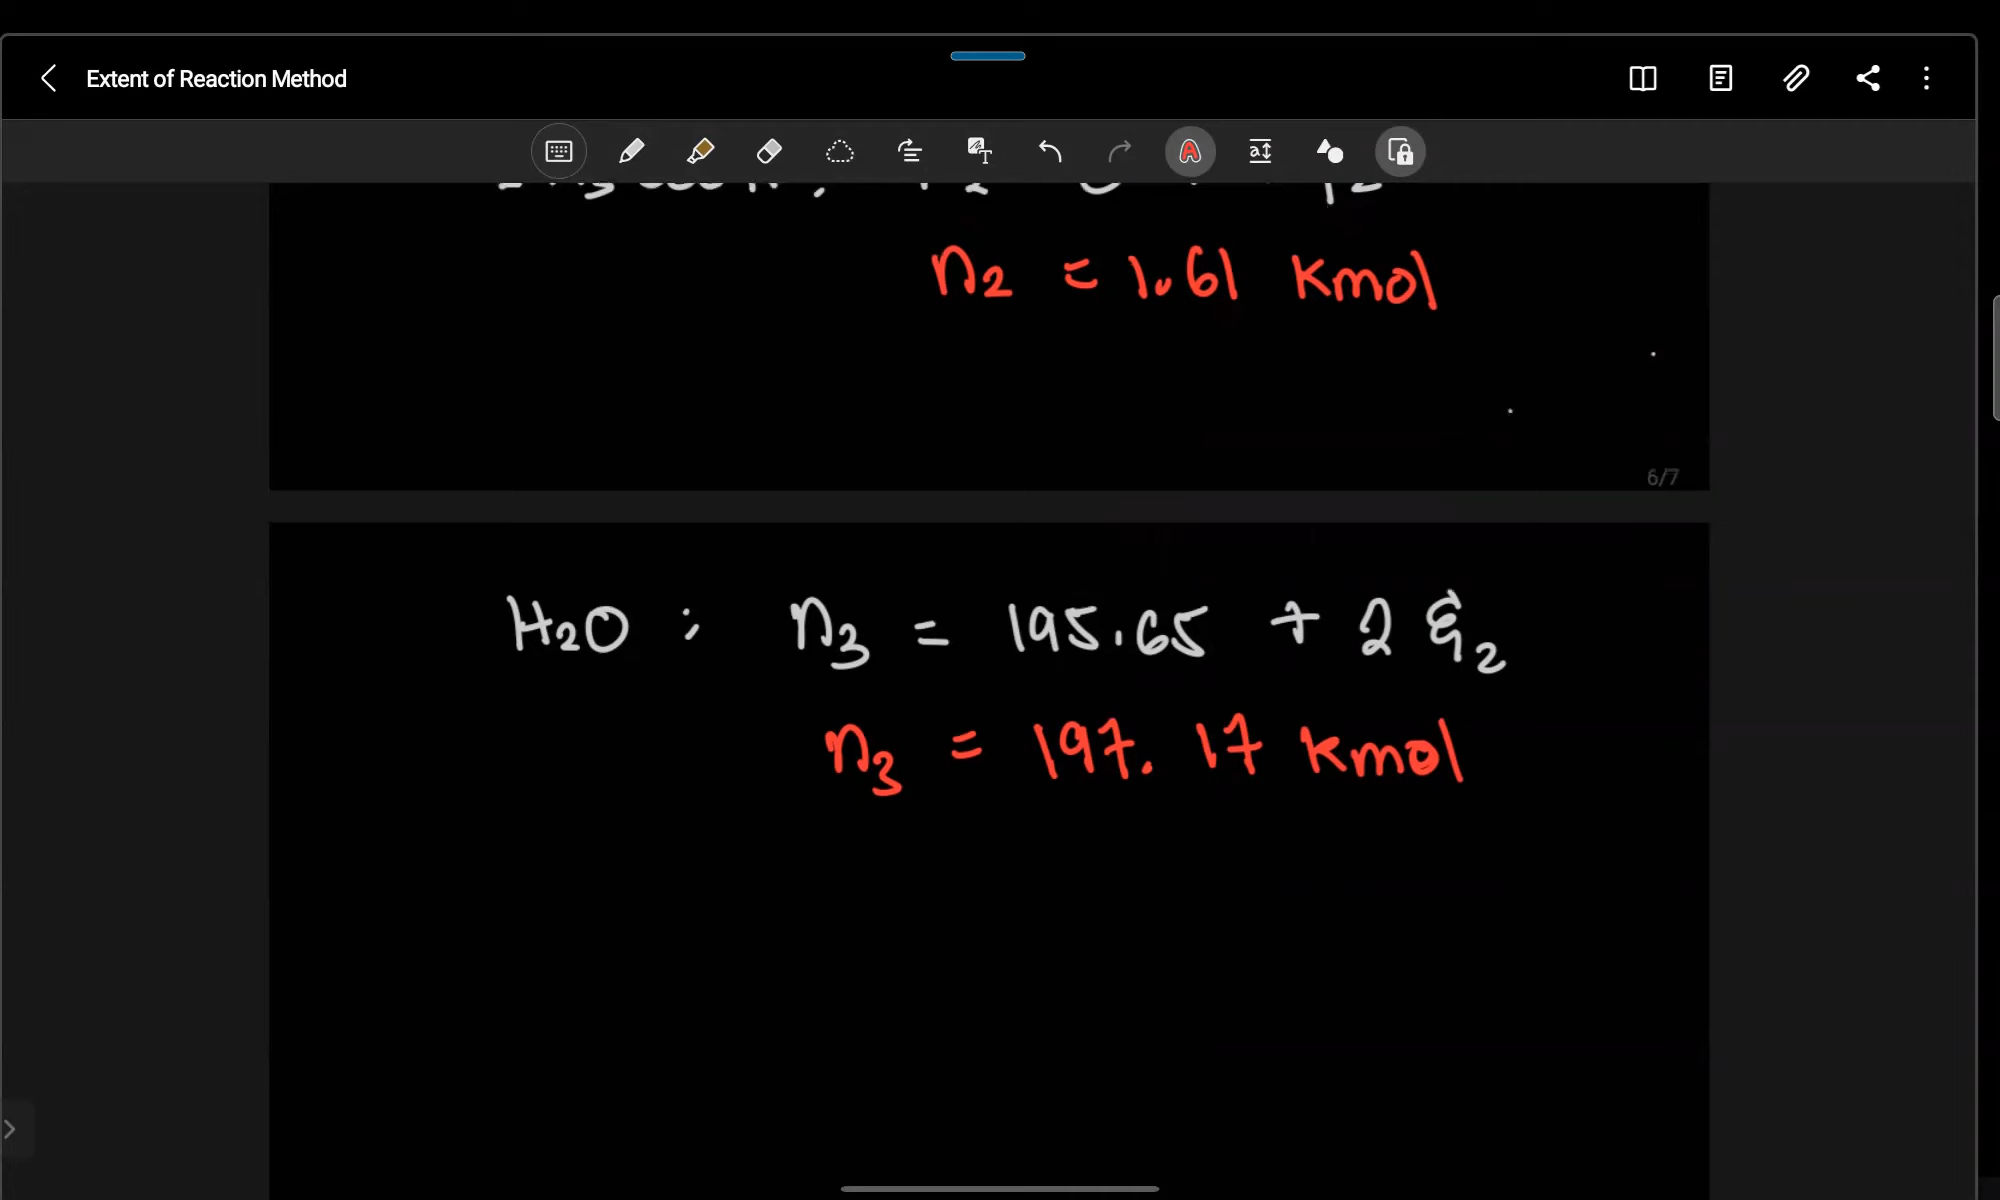 Extent of Reaction Method
n₂ = 1.61 Kmol
6/7
H₂O : n₃ = 195.65 + 2 ξ₂
n₃ = 197.17 kmol